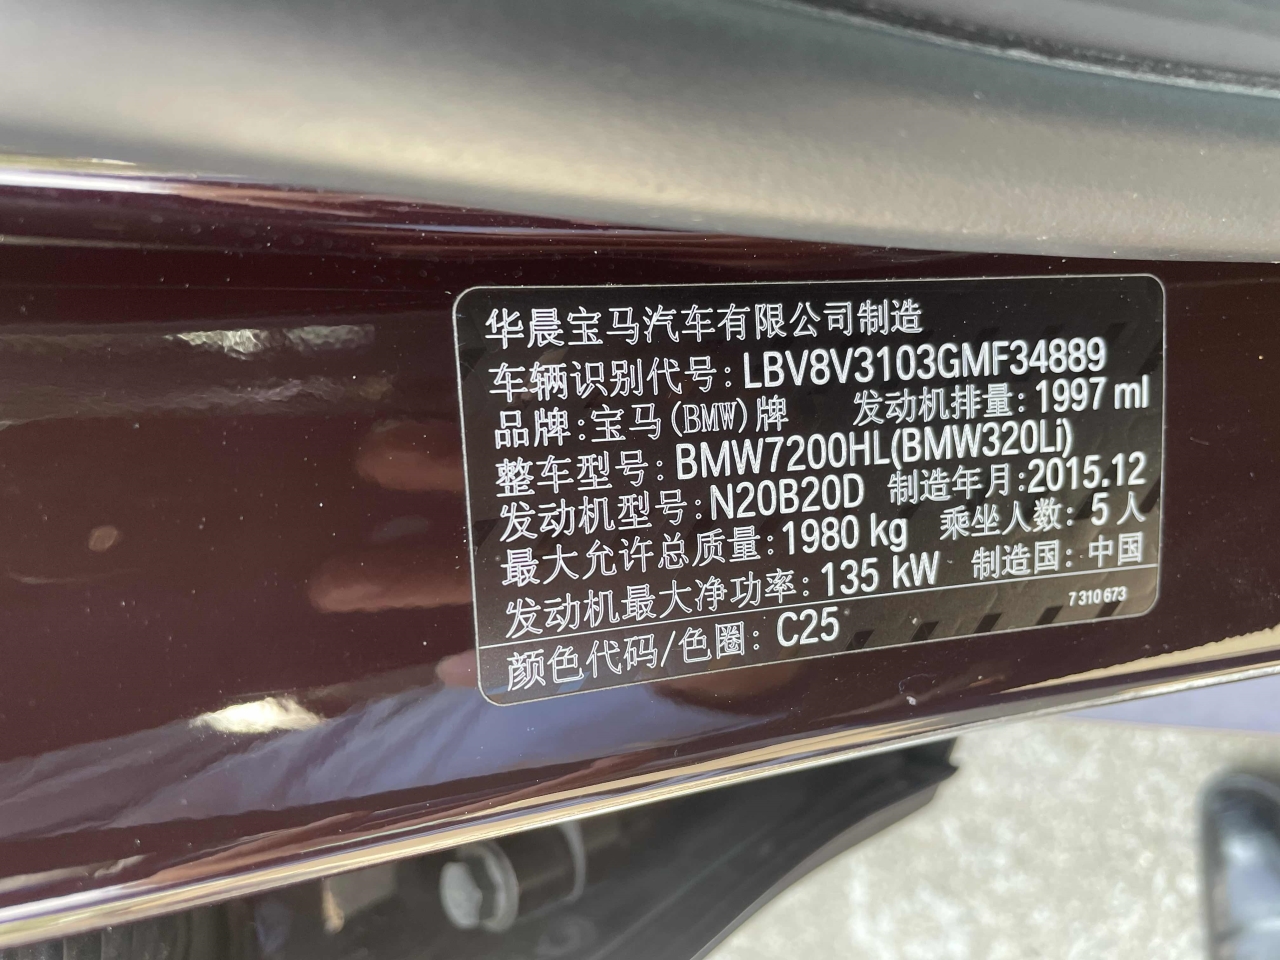 华晨宝马汽车有限公司制造
车辆识别代号: LBV8V3103GMF34889
品牌: 宝马(BMW)牌 发动机排量: 1997 ml
整车型号: BMW7200HL(BMW320Li)
发动机型号: N20B20D 制造年月: 2015.12
最大允许总质量: 1980 kg 乘坐人数: 5 人
发动机最大净功率: 135 kW 制造国: 中国
颜色代码/色圈: C25 7 310 673